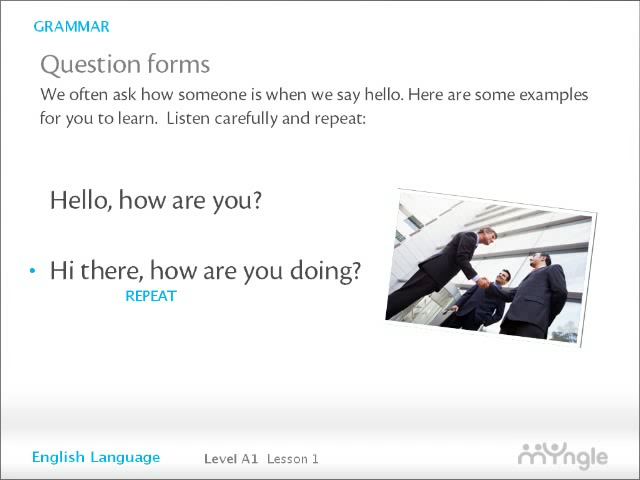 GRAMMAR
Question forms
We often ask how someone is when we say hello. Here are some examples
for you to learn.  Listen carefully and repeat:
Hello, how are you?
• Hi there, how are you doing?
REPEAT
English Language
Level A1  Lesson 1
myngle